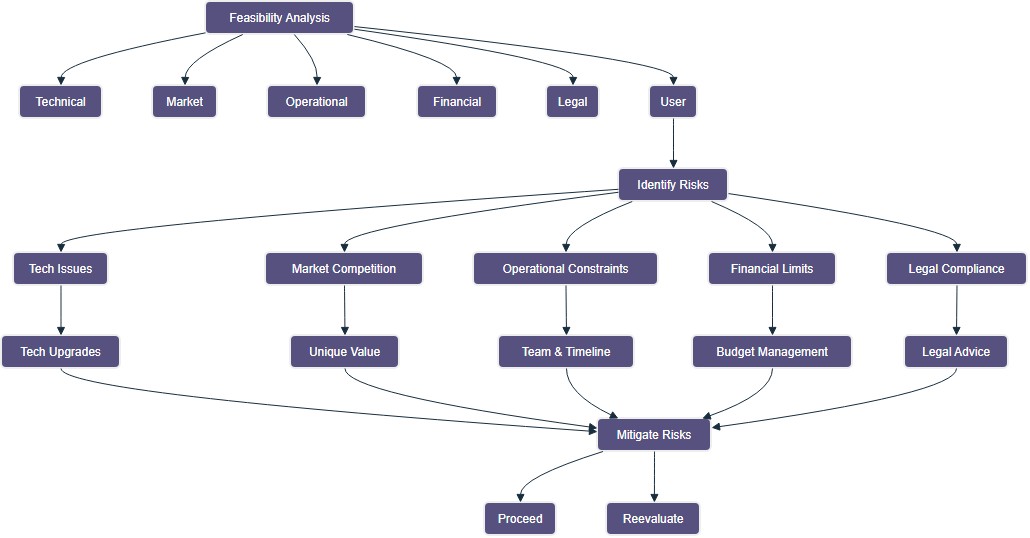 Feasibility Analysis
Technical
Market
Operational
Financial
Legal
User
Identify Risks
Tech Issues
Market Competition
Operational Constraints
Financial Limits
Legal Compliance
Tech Upgrades
Unique Value
Team & Timeline
Budget Management
Legal Advice
Mitigate Risks
Proceed
Reevaluate